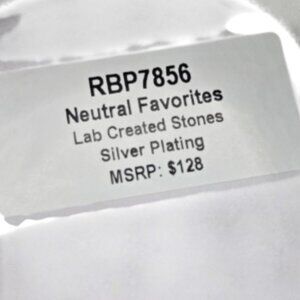 RBP7856
Neutral Favorites
Lab Created Stones
Silver Plating
MSRP: $128